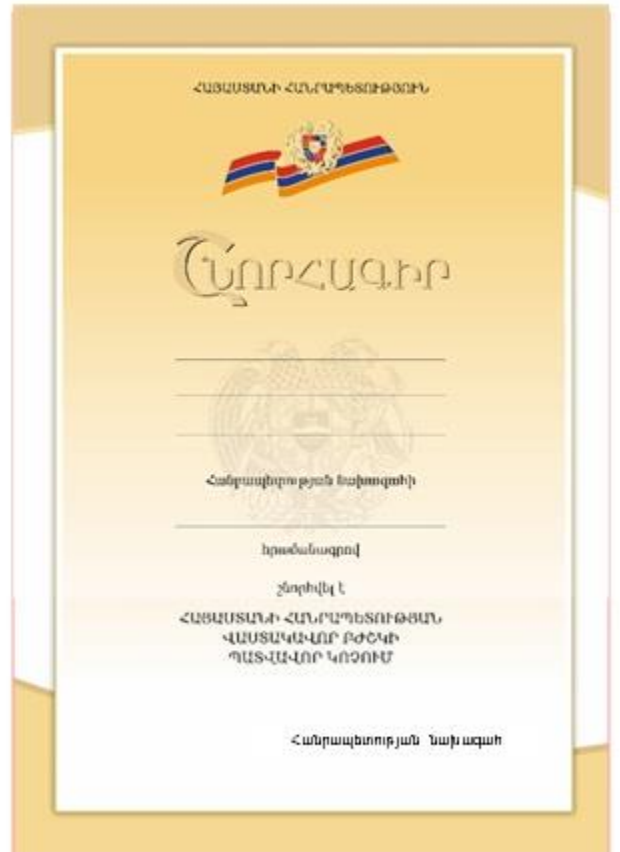 ՀԱՅԱՍՏԱՆԻ ՀԱՆՐԱՊԵՏՈՒԹՅՈՒՆ
Շնորհագիր
Հանրապետության նախագահի
հրամանագրով
շնորհվել է
ՀԱՅԱՍՏԱՆԻ ՀԱՆՐԱՊԵՏՈՒԹՅԱՆ
ՎԱՍՏԱԿԱՎՈՐ ԲԺՇԿԻ
ՊԱՏՎԱՎՈՐ ԿՈՉՈՒՄ
Հանրապետության նախագահ